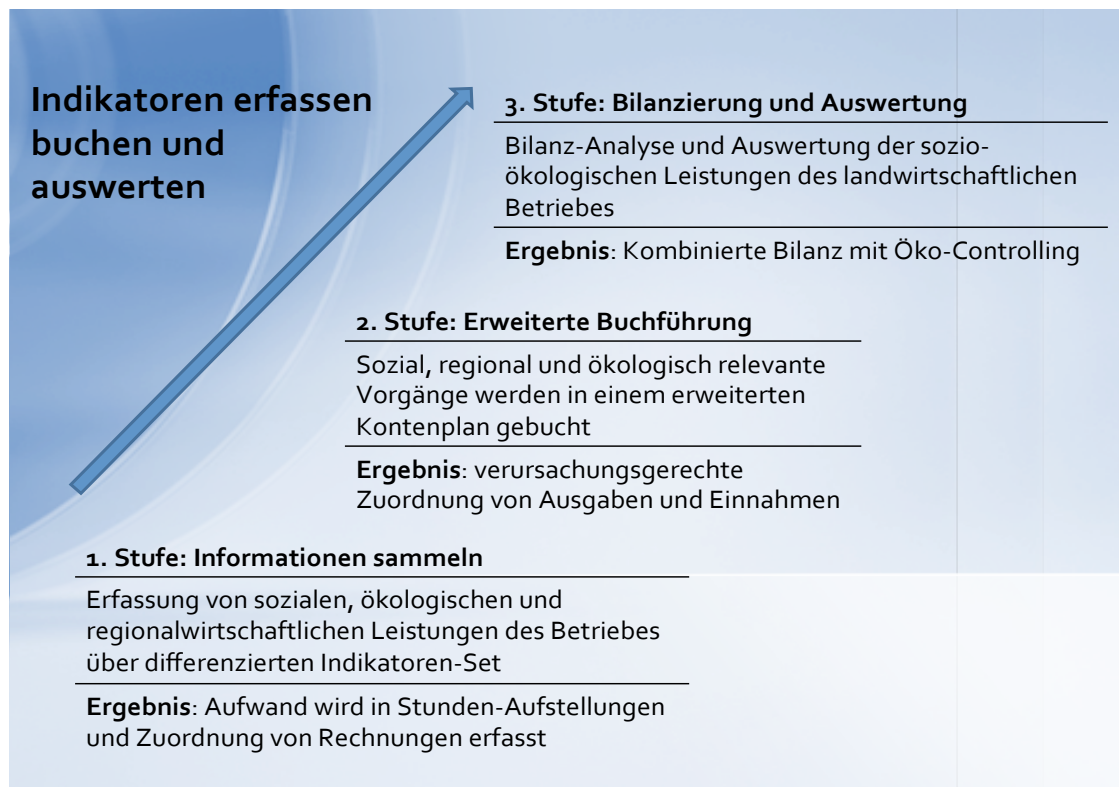 Indikatoren erfassen
buchen und
auswerten
3. Stufe: Bilanzierung und Auswertung
Bilanz-Analyse und Auswertung der sozio-
ökologischen Leistungen des landwirtschaftlichen
Betriebes
Ergebnis: Kombinierte Bilanz mit Öko-Controlling
2. Stufe: Erweiterte Buchführung
Sozial, regional und ökologisch relevante
Vorgänge werden in einem erweiterten
Kontenplan gebucht
Ergebnis: verursachungsgerechte
Zuordnung von Ausgaben und Einnahmen
1. Stufe: Informationen sammeln
Erfassung von sozialen, ökologischen und
regionalwirtschaftlichen Leistungen des Betriebes
über differenzierten Indikatoren-Set
Ergebnis: Aufwand wird in Stunden-Aufstellungen
und Zuordnung von Rechnungen erfasst